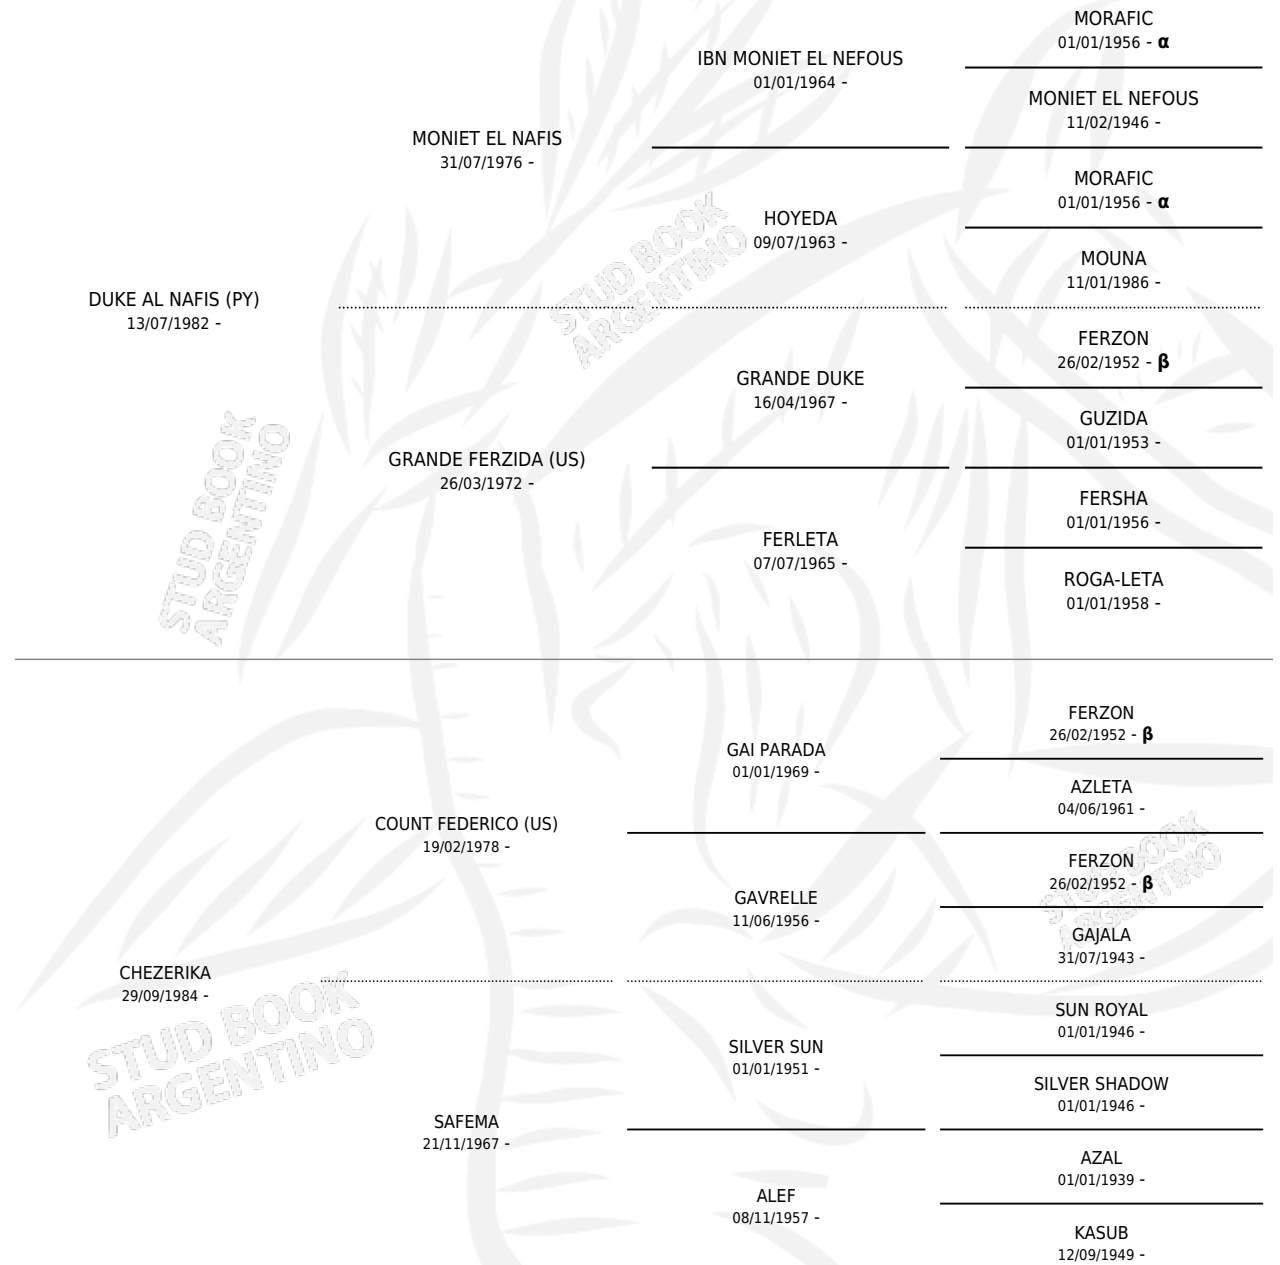 MORAFIC
01/01/1956 - α
IBN MONIET EL NEFOUS
01/01/1964 -
MONIET EL NEFOUS
11/02/1946 -
MONIET EL NAFIS
31/07/1976 -
MORAFIC
01/01/1956 - α
HOYEDA
09/07/1963 -
MOUNA
11/01/1986 -
DUKE AL NAFIS (PY)
13/07/1982 -
FERZON
26/02/1952 - β
GRANDE DUKE
16/04/1967 -
GUZIDA
01/01/1953 -
GRANDE FERZIDA (US)
26/03/1972 -
FERSHA
01/01/1956 -
FERLETA
07/07/1965 -
ROGA-LETA
01/01/1958 -
FERZON
26/02/1952 - β
GAI PARADA
01/01/1969 -
AZLETA
04/06/1961 -
COUNT FEDERICO (US)
19/02/1978 -
FERZON
26/02/1952 - β
GAVRELLE
11/06/1956 -
GAJALA
31/07/1943 -
CHEZERIKA
29/09/1984 -
SUN ROYAL
01/01/1946 -
SILVER SUN
01/01/1951 -
SILVER SHADOW
01/01/1946 -
SAFEMA
21/11/1967 -
AZAL
01/01/1939 -
ALEF
08/11/1957 -
KASUB
12/09/1949 -
STUD BOOK
ARGENTINO
STUD BOOK
ARGENTINO
STUD BOOK
ARGENTINO
STUD BOOK
ARGENTINO